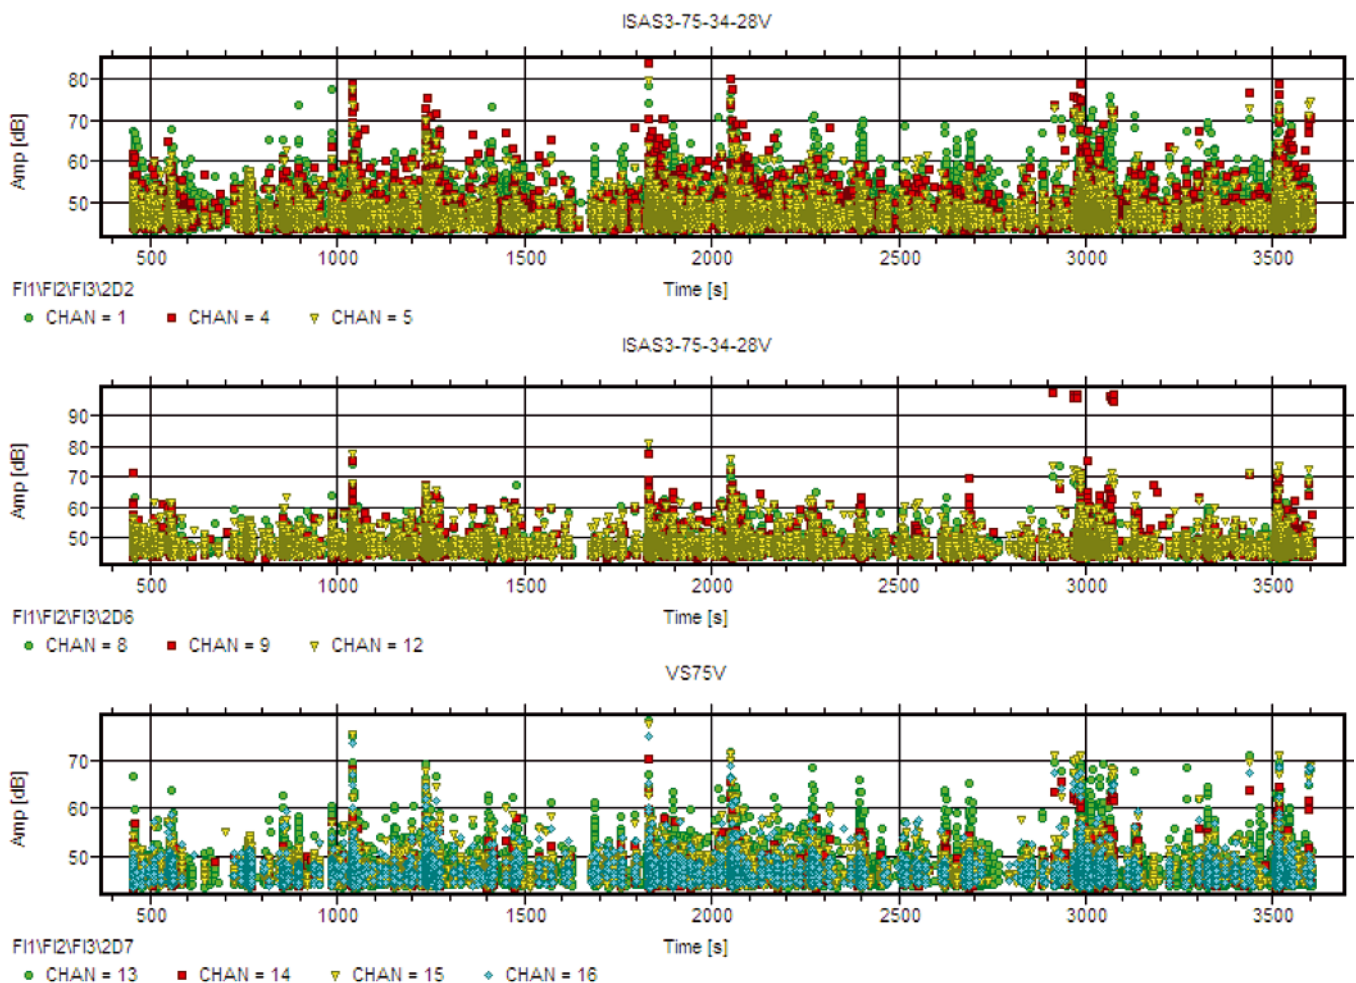 ISAS3-75-34-28V
80
70
60
50
Amp [dB]
500 1000 1500 2000 2500 3000 3500
FI1\FI2\FI3\2D2 Time [s]
CHAN = 1 CHAN = 4 CHAN = 5
ISAS3-75-34-28V
90
80
70
60
50
Amp [dB]
500 1000 1500 2000 2500 3000 3500
FI1\FI2\FI3\2D6 Time [s]
CHAN = 8 CHAN = 9 CHAN = 12
VS75V
70
60
50
Amp [dB]
500 1000 1500 2000 2500 3000 3500
FI1\FI2\FI3\2D7 Time [s]
CHAN = 13 CHAN = 14 CHAN = 15 CHAN = 16